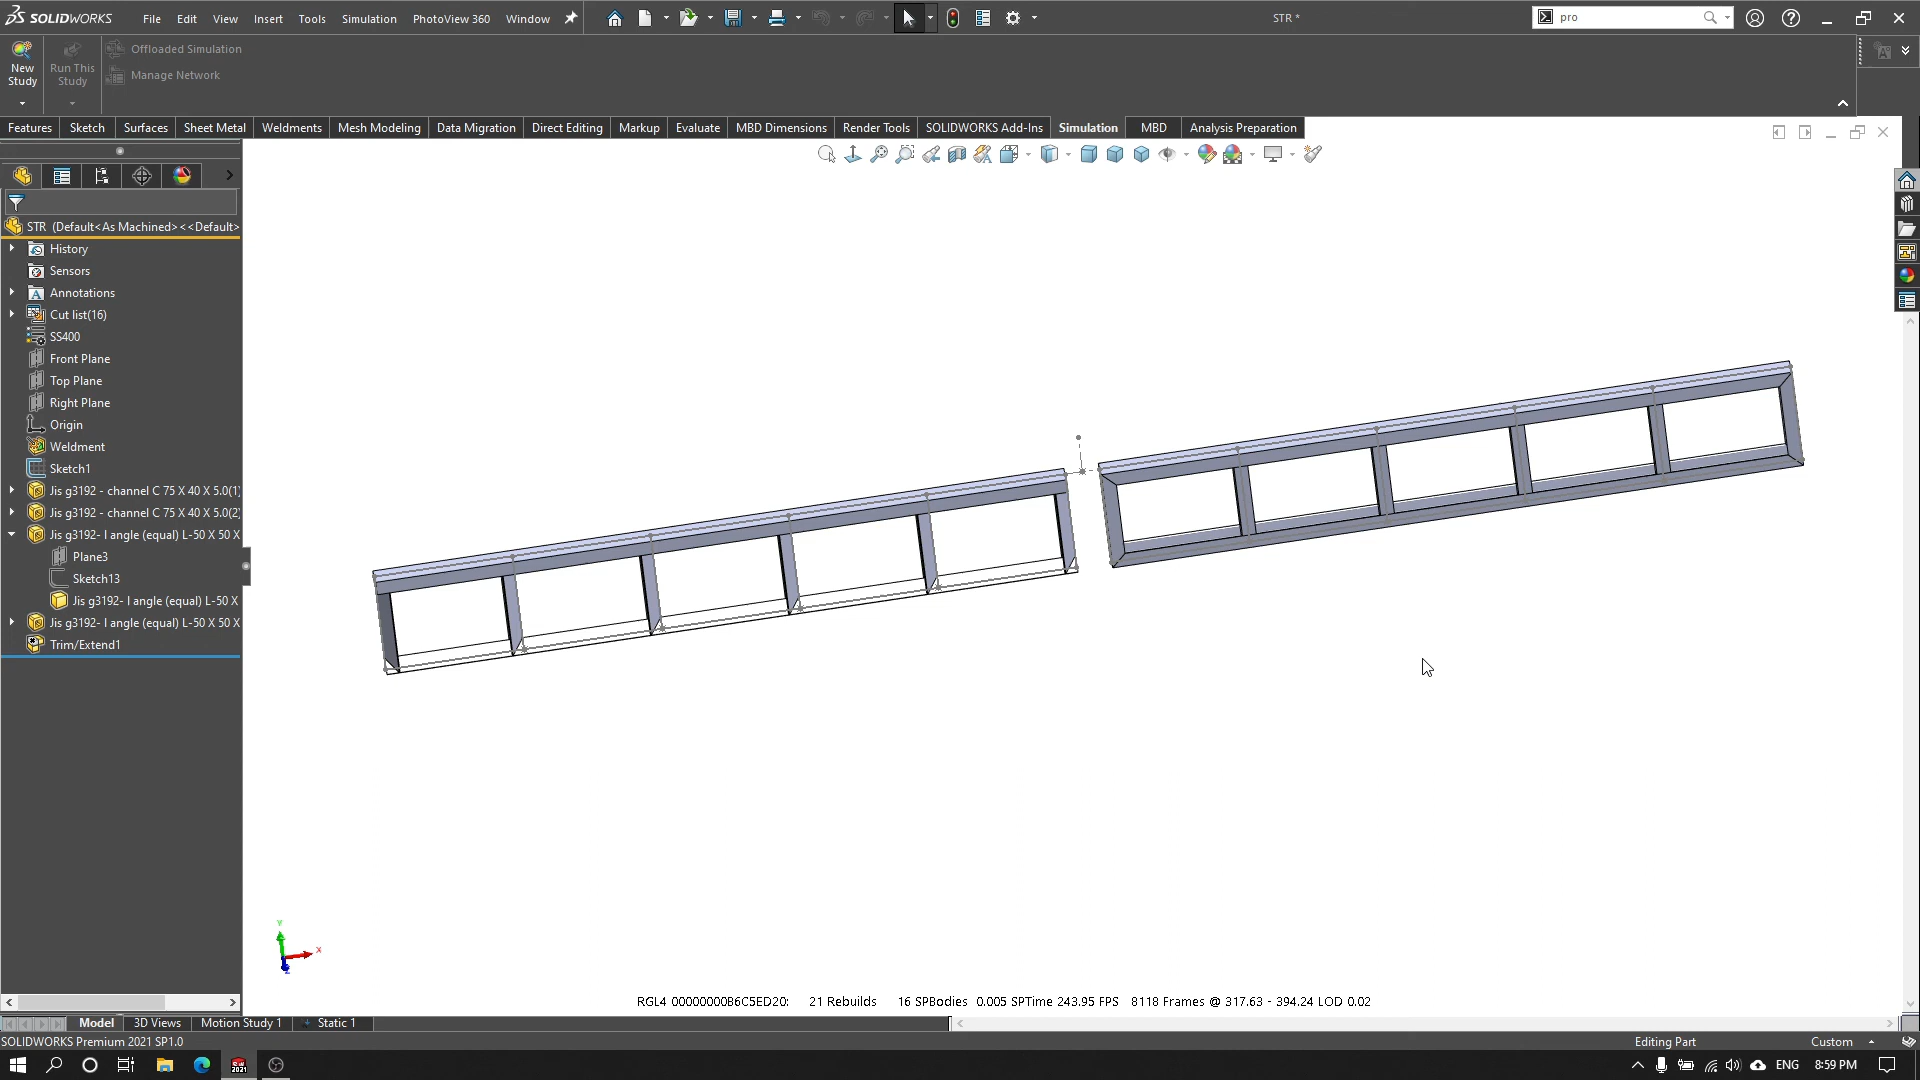 SOLIDWORKS File Edit View Insert Tools Simulation PhotoView 360 Window STR * pro
New Study
Run This Study
Offloaded Simulation
Manage Network
Features Sketch Surfaces Sheet Metal Weldments Mesh Modeling Data Migration Direct Editing Markup Evaluate MBD Dimensions Render Tools SOLIDWORKS Add-Ins Simulation MBD Analysis Preparation
STR (Default<As Machined><<Default>
History
Sensors
Annotations
Cut list(16)
SS400
Front Plane
Top Plane
Right Plane
Origin
Weldment
Sketch1
Jis g3192 - channel C 75 X 40 X 5.0(1)
Jis g3192 - channel C 75 X 40 X 5.0(2)
Jis g3192- l angle (equal) L-50 X 50 X
Plane3
Sketch13
Jis g3192- l angle (equal) L-50 X
Jis g3192- l angle (equal) L-50 X 50 X
Trim/Extend1
Y
X
Z
RGL4 00000000B6C5ED20: 21 Rebuilds 16 SPBodies 0.005 SPTime 243.95 FPS 8118 Frames @ 317.63 - 394.24 LOD 0.02
Model 3D Views Motion Study 1 Static 1
SOLIDWORKS Premium 2021 SP1.0 Editing Part Custom
2021 ENG 8:59 PM